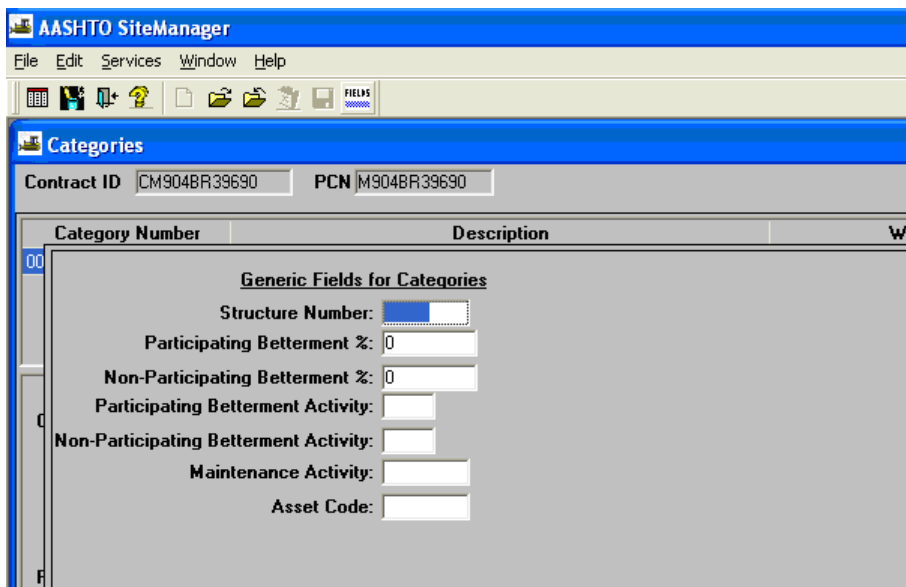 AASHTO SiteManager
File Edit Services Window Help
FIELDS
Categories
Contract ID CM904BR39690 PCN M904BR39690
Category Number Description W
00
Generic Fields for Categories
Structure Number:
Participating Betterment %: 0
Non-Participating Betterment %: 0
Participating Betterment Activity:
Non-Participating Betterment Activity:
Maintenance Activity:
Asset Code: